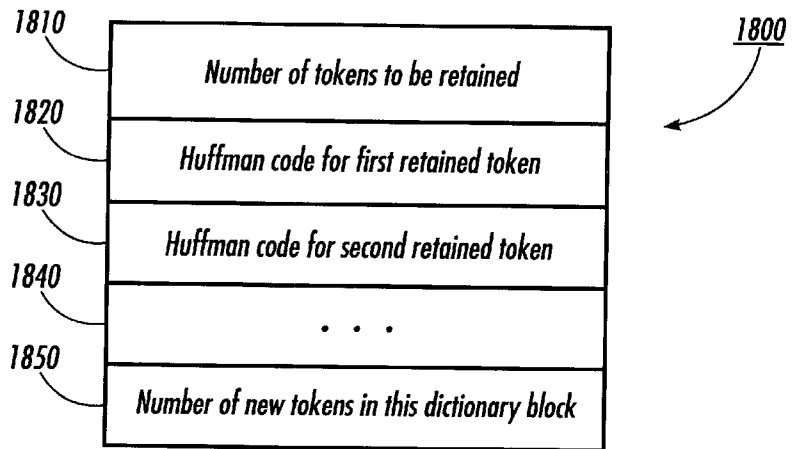 1810
1800
Number of tokens to be retained
1820
Huffman code for first retained token
1830
Huffman code for second retained token
1840
. . .
1850
Number of new tokens in this dictionary block